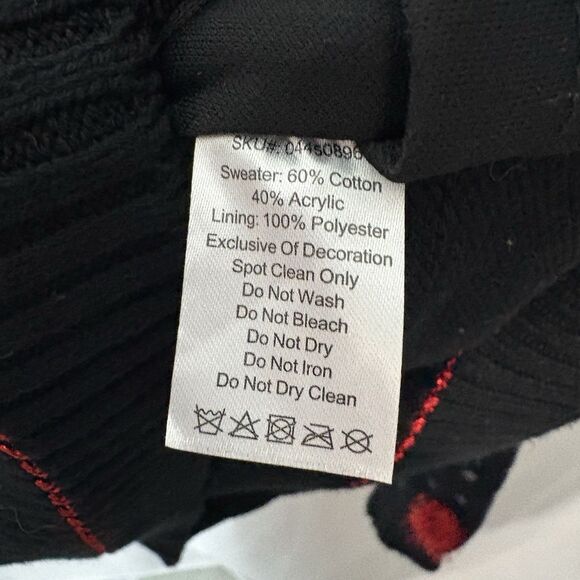 SKU#: 044S0896
Sweater: 60% Cotton
40% Acrylic
Lining: 100% Polyester
Exclusive Of Decoration
Spot Clean Only
Do Not Wash
Do Not Bleach
Do Not Dry
Do Not Iron
Do Not Dry Clean